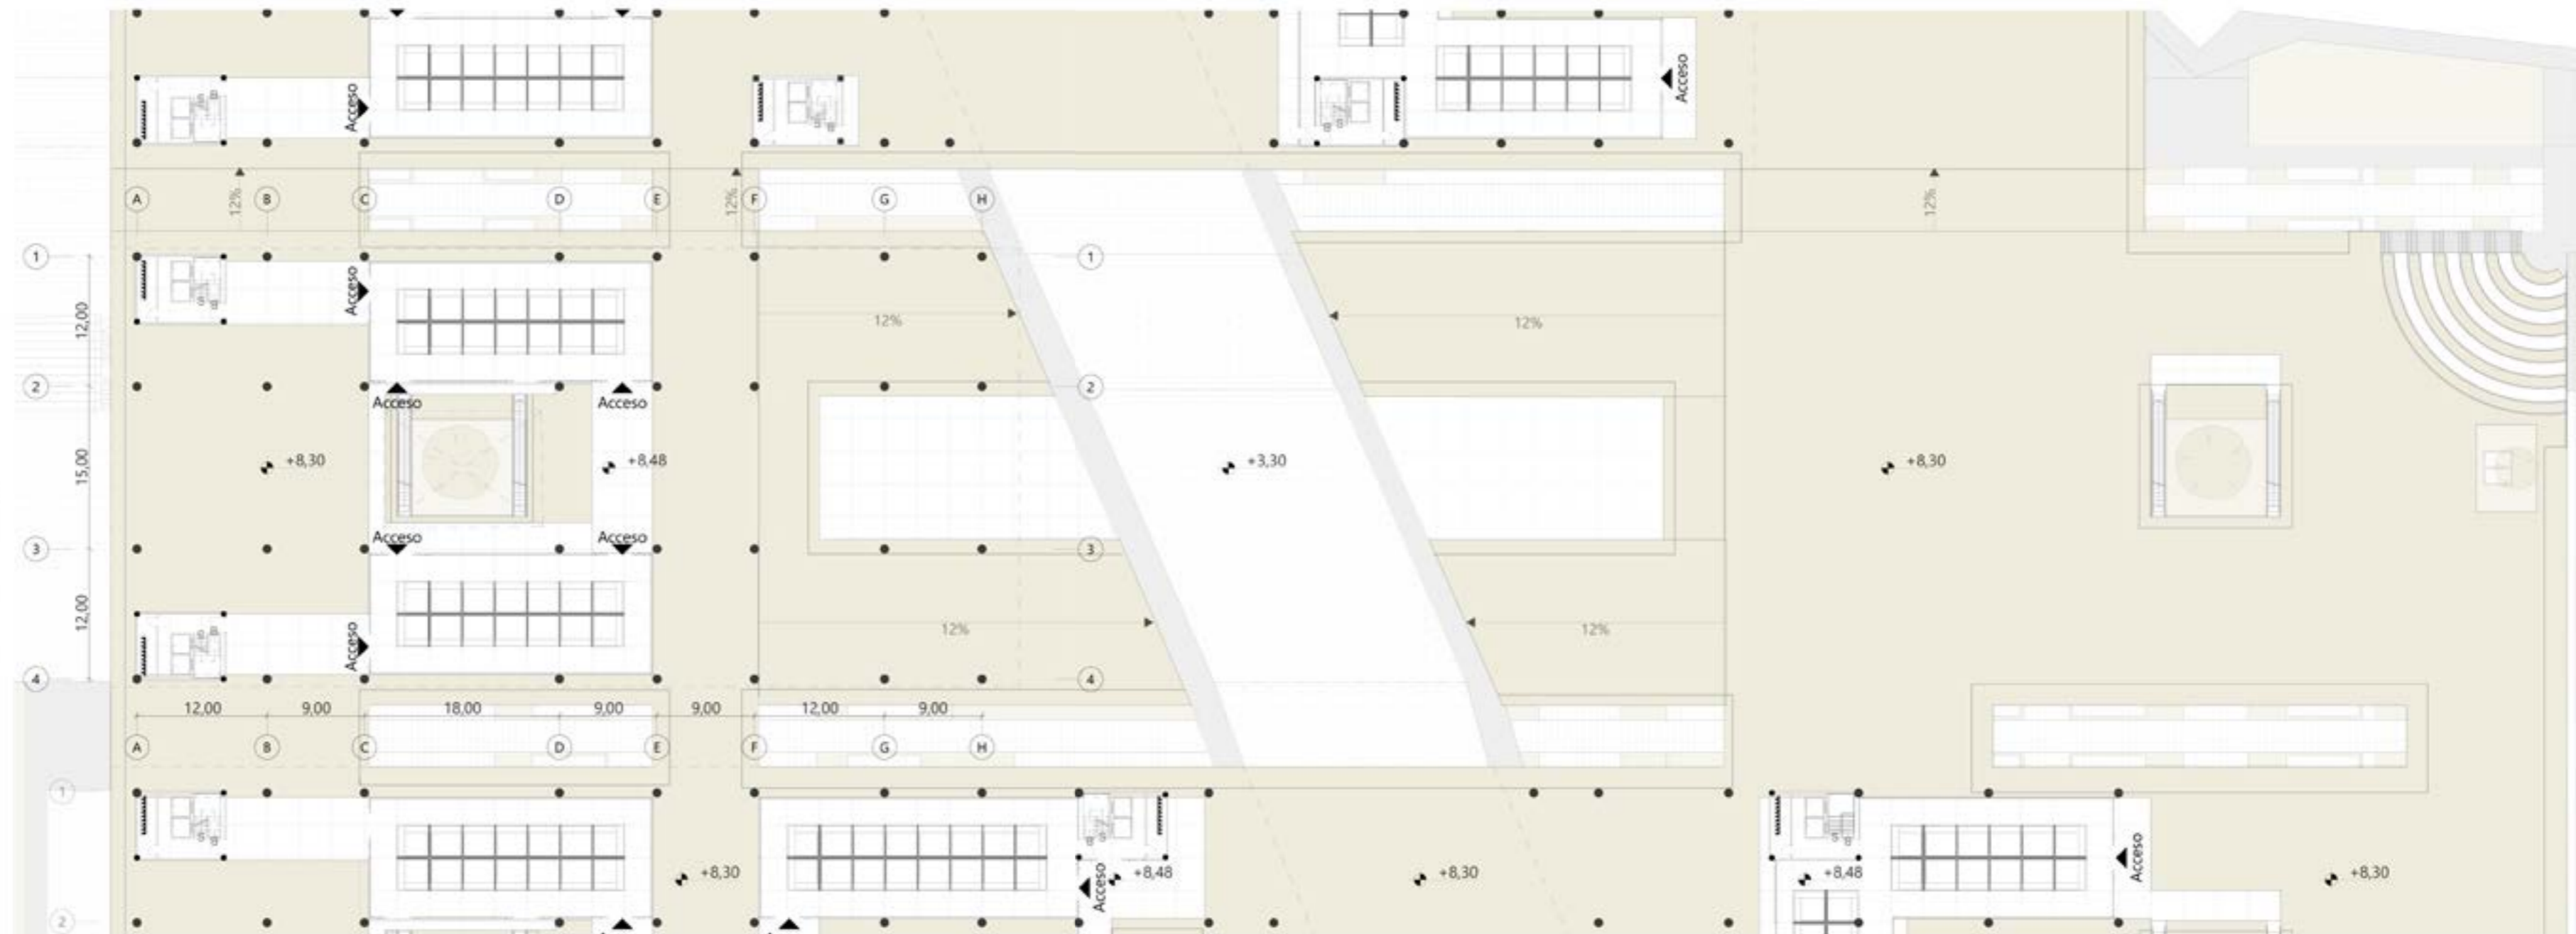 Acceso
Acceso
A
12%
B
C
D
E
12%
F
G
H
12%
1
1
12,00
Acceso
12%
12%
2
2
Acceso
Acceso
15,00
+8,30
+8,48
+3,30
+8,30
Acceso
Acceso
3
3
12,00
Acceso
12%
12%
4
4
12,00
9,00
18,00
9,00
9,00
12,00
9,00
A
B
C
D
E
F
G
H
1
+8,30
Acceso
+8,48
+8,30
+8,48
Acceso
+8,30
2